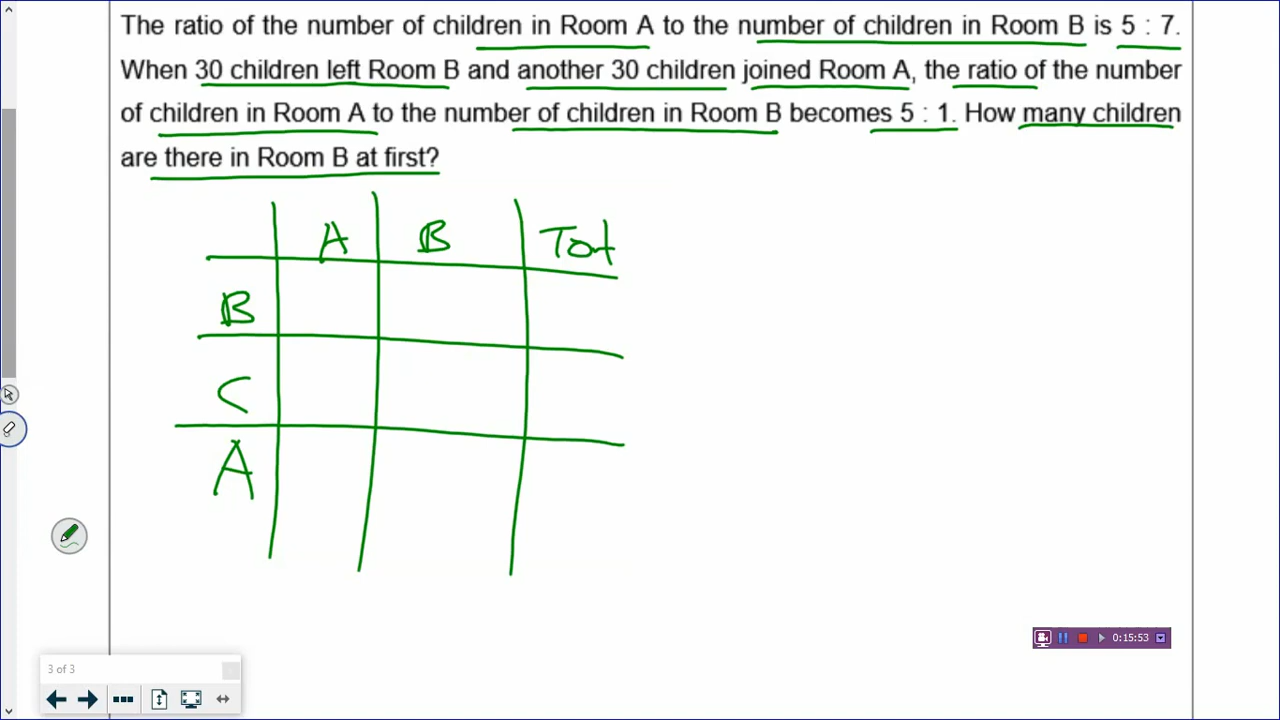 The ratio of the number of children in Room A to the number of children in Room B is 5 : 7.
When 30 children left Room B and another 30 children joined Room A, the ratio of the number
of children in Room A to the number of children in Room B becomes 5 : 1. How many children
are there in Room B at first?
A B Tot
B
C
A
00:15:53
3 of 3